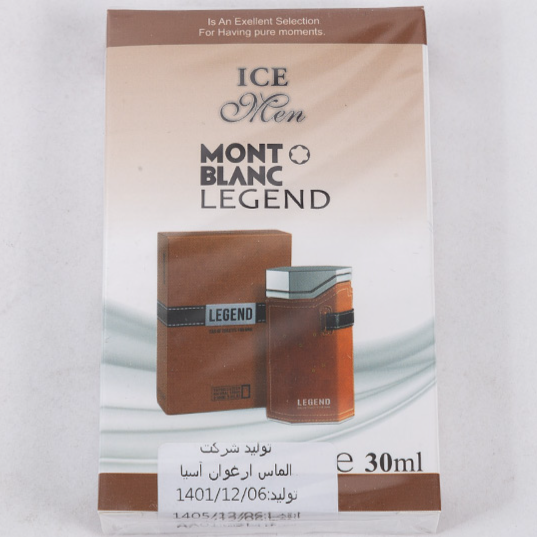 Is An Exellent Selection
For Having pure moments.
ICE
Men
MONT
BLANC
LEGEND
LEGEND
LEGEND
تولید شرکت
الماس ارغوان آسیا
تولید:1401/12/06
e 30ml